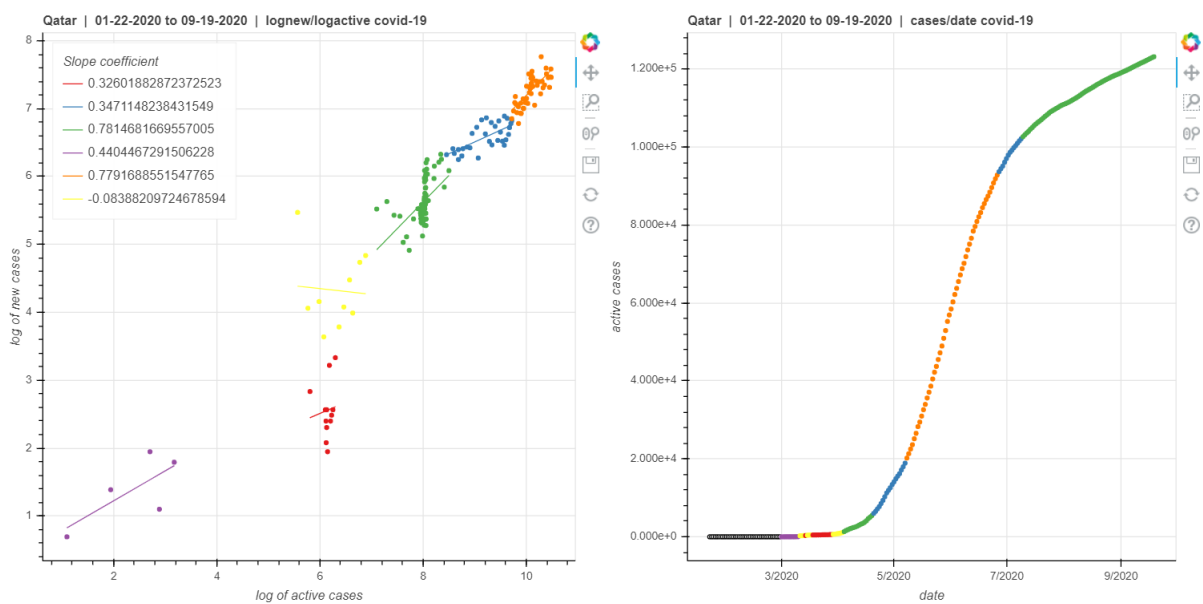 Qatar | 01-22-2020 to 09-19-2020 | lognew/logactive covid-19
Slope coefficient
0.32601882872372523
0.3471148238431549
0.7814681669557005
0.4404467291506228
0.7791688551547765
-0.08388209724678594
8
7
6
5
4
3
2
1
log of new cases
2
4
6
8
10
log of active cases
Qatar | 01-22-2020 to 09-19-2020 | cases/date covid-19
1.200e+5
1.000e+5
8.000e+4
6.000e+4
4.000e+4
2.000e+4
0.000e+0
active cases
3/2020
5/2020
7/2020
9/2020
date